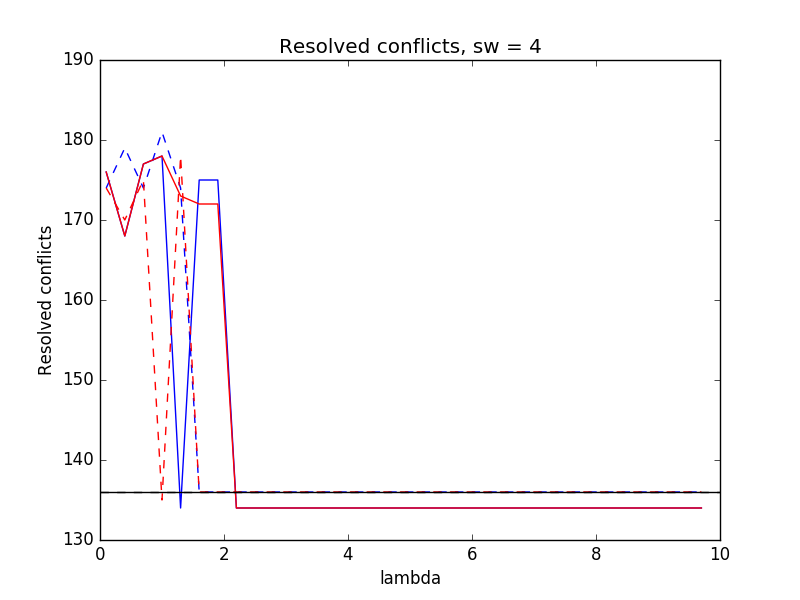 Resolved conflicts, sw = 4
Resolved conflicts
190
180
170
160
150
140
130
0 2 4 6 8 10
lambda